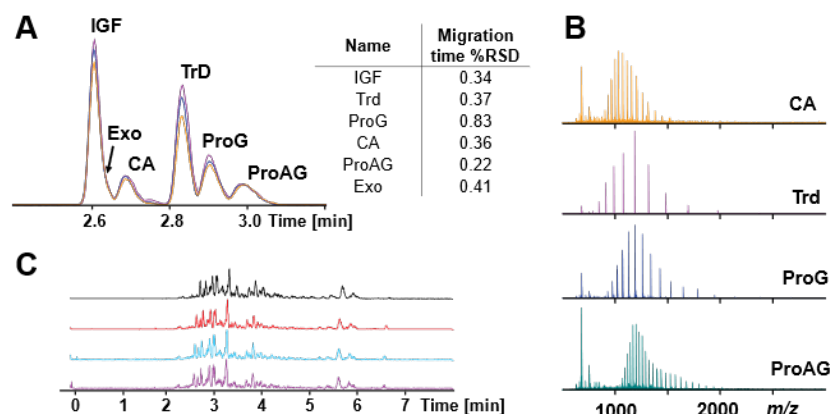 A
IGF
Exo
CA
TrD
ProG
ProAG
2.6
2.8
3.0
Time [min]
Name Migration
time %RSD
IGF 0.34
Trd 0.37
ProG 0.83
CA 0.36
ProAG 0.22
Exo 0.41
B
CA
Trd
ProG
ProAG
1000 2000 m/z
C
0 1 2 3 4 5 6 7 Time [min]